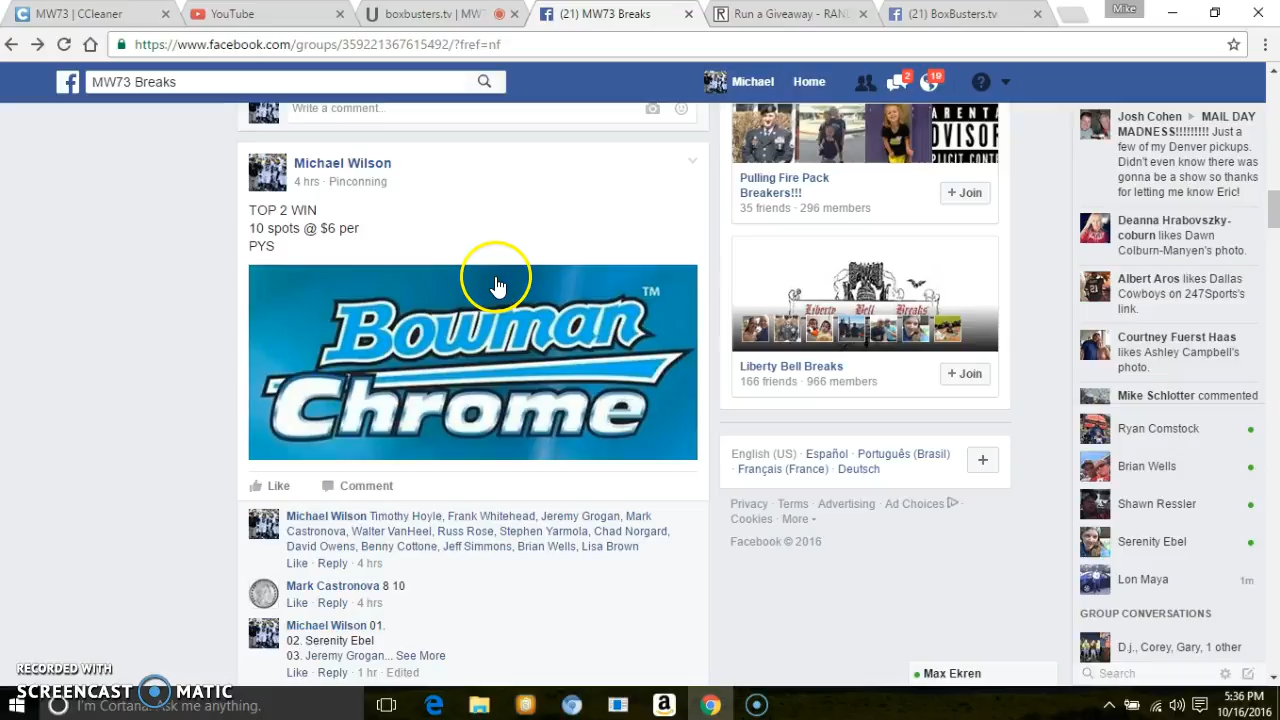 MW73 | CCleaner
YouTube
boxbusters.tv | MW7
(21) MW73 Breaks
Run a Giveaway - RAN
(21) BoxBusters.tv
Mike
https://www.facebook.com/groups/359221367615492/?fref=nf
MW73 Breaks
Michael
Home
2
19
Write a comment...
Michael Wilson
4 hrs · Pinconning
TOP 2 WIN
10 spots @ $6 per
PYS
Bowman
Chrome
TM
Like
Comment
Michael Wilson Timothy Hoyle, Frank Whitehead, Jeremy Grogan, Mark
Castronova, Walter VanHeel, Russ Rose, Stephen Yarmola, Chad Norgard,
David Owens, Benny Cottone, Jeff Simmons, Brian Wells, Lisa Brown
Like · Reply · 4 hrs
Mark Castronova 8 10
Like · Reply · 4 hrs
Michael Wilson 01.
02. Serenity Ebel
03. Jeremy Grogan... See More
Like · Reply · 1 hr · Edited
ARENTA
DVISOR
PLICIT CONT
Pulling Fire Pack
Breakers!!!
35 friends · 296 members
+ Join
Liberty Bell Breaks
Liberty Bell Breaks
166 friends · 966 members
+ Join
English (US) · Español · Português (Brasil)
· Français (France) · Deutsch
+
Privacy · Terms · Advertising · Ad Choices ·
Cookies · More
Facebook © 2016
Josh Cohen ▸ MAIL DAY
MADNESS!!!!!!!!! Just a
few of my Denver pickups.
Didn't even know there was
gonna be a show so thanks
for letting me know Eric!
Deanna Hrabovszky-
coburn likes Dawn
Colburn-Manyen's photo.
Albert Aros likes Dallas
Cowboys on 247Sports's
link.
Courtney Fuerst Haas
likes Ashley Campbell's
photo.
Mike Schlotter commented
Ryan Comstock
Brian Wells
Shawn Ressler
Serenity Ebel
Lon Maya
1m
GROUP CONVERSATIONS
D.j., Corey, Gary, 1 other
Search
Max Ekren
RECORDED WITH
SCREENCAST MATIC
I'm Cortana. Ask me anything.
5:36 PM
10/16/2016